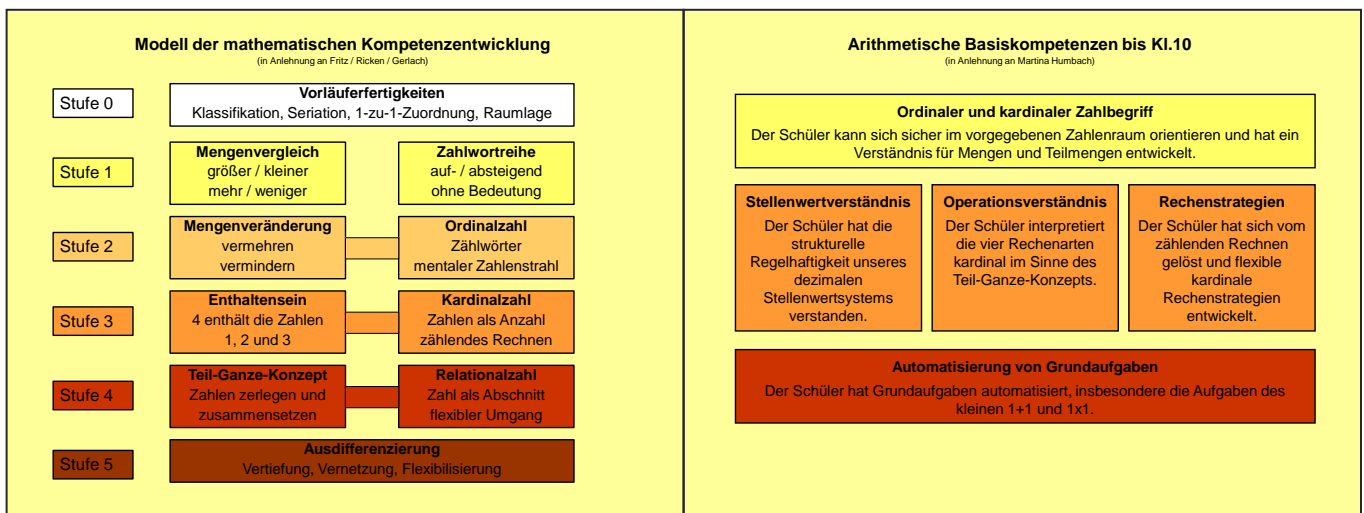 Modell der mathematischen Kompetenzentwicklung
(in Anlehnung an Fritz / Ricken / Gerlach)
Stufe 0
Vorläuferfertigkeiten
Klassifikation, Seriation, 1-zu-1-Zuordnung, Raumlage
Stufe 1
Mengenvergleich
größer / kleiner
mehr / weniger
Zahlwortreihe
auf- / absteigend
ohne Bedeutung
Stufe 2
Mengenveränderung
vermehren
vermindern
Ordinalzahl
Zählwörter
mentaler Zahlenstrahl
Stufe 3
Enthaltensein
4 enthält die Zahlen
1, 2 und 3
Kardinalzahl
Zahlen als Anzahl
zählendes Rechnen
Stufe 4
Teil-Ganze-Konzept
Zahlen zerlegen und
zusammensetzen
Relationalzahl
Zahl als Abschnitt
flexibler Umgang
Stufe 5
Ausdifferenzierung
Vertiefung, Vernetzung, Flexibilisierung
Arithmetische Basiskompetenzen bis Kl.10
(in Anlehnung an Martina Humbach)
Ordinaler und kardinaler Zahlbegriff
Der Schüler kann sich sicher im vorgegebenen Zahlenraum orientieren und hat ein
Verständnis für Mengen und Teilmengen entwickelt.
Stellenwertverständnis
Der Schüler hat die
strukturelle
Regelhaftigkeit unseres
dezimalen
Stellenwertsystems
verstanden.
Operationsverständnis
Der Schüler interpretiert
die vier Rechenarten
kardinal im Sinne des
Teil-Ganze-Konzepts.
Rechenstrategien
Der Schüler hat sich vom
zählenden Rechnen
gelöst und flexible
kardinale
Rechenstrategien
entwickelt.
Automatisierung von Grundaufgaben
Der Schüler hat Grundaufgaben automatisiert, insbesondere die Aufgaben des
kleinen 1+1 und 1x1.